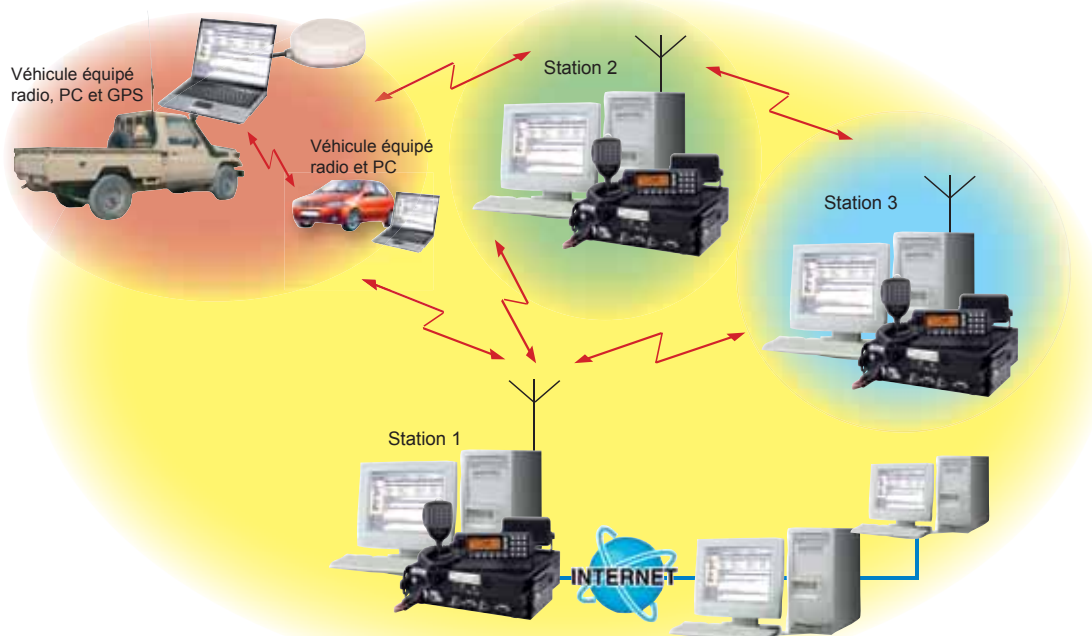 Véhicule équipé
radio, PC et GPS
Véhicule équipé
radio et PC
Station 2
Station 3
Station 1
INTERNET